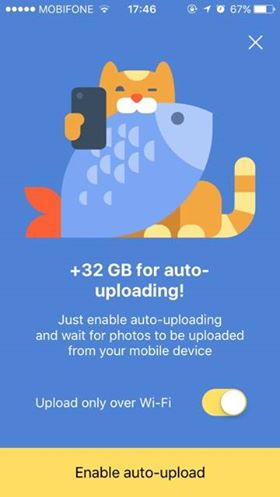 MOBIFONE 17:46 67%
+32 GB for auto-
uploading!
Just enable auto-uploading
and wait for photos to be uploaded
from your mobile device
Upload only over Wi-Fi
Enable auto-upload